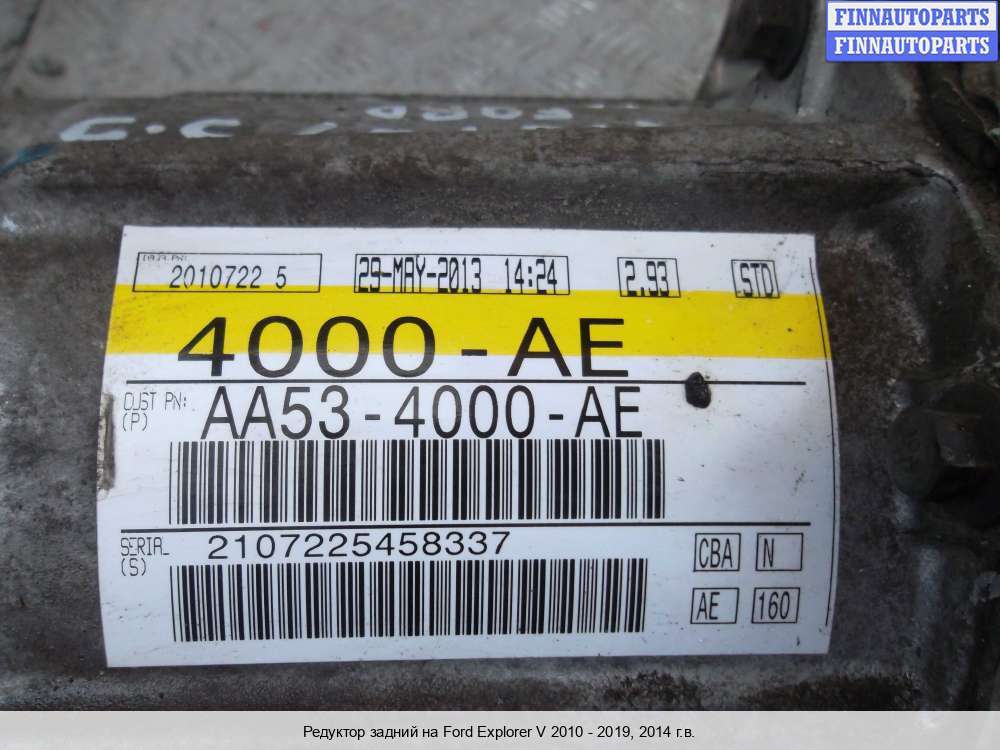 FINNAUTOPARTS
FINNAUTOPARTS
FORD
2010722 5 29-MAY-2013 14:24 2.93 .STD
4000-AE
CUST PN: AA53-4000-AE
(P)
SERIAL 2107225458337
(S)
CBA N
AE 160
Редуктор задний на Ford Explorer V 2010 - 2019, 2014 г.в.